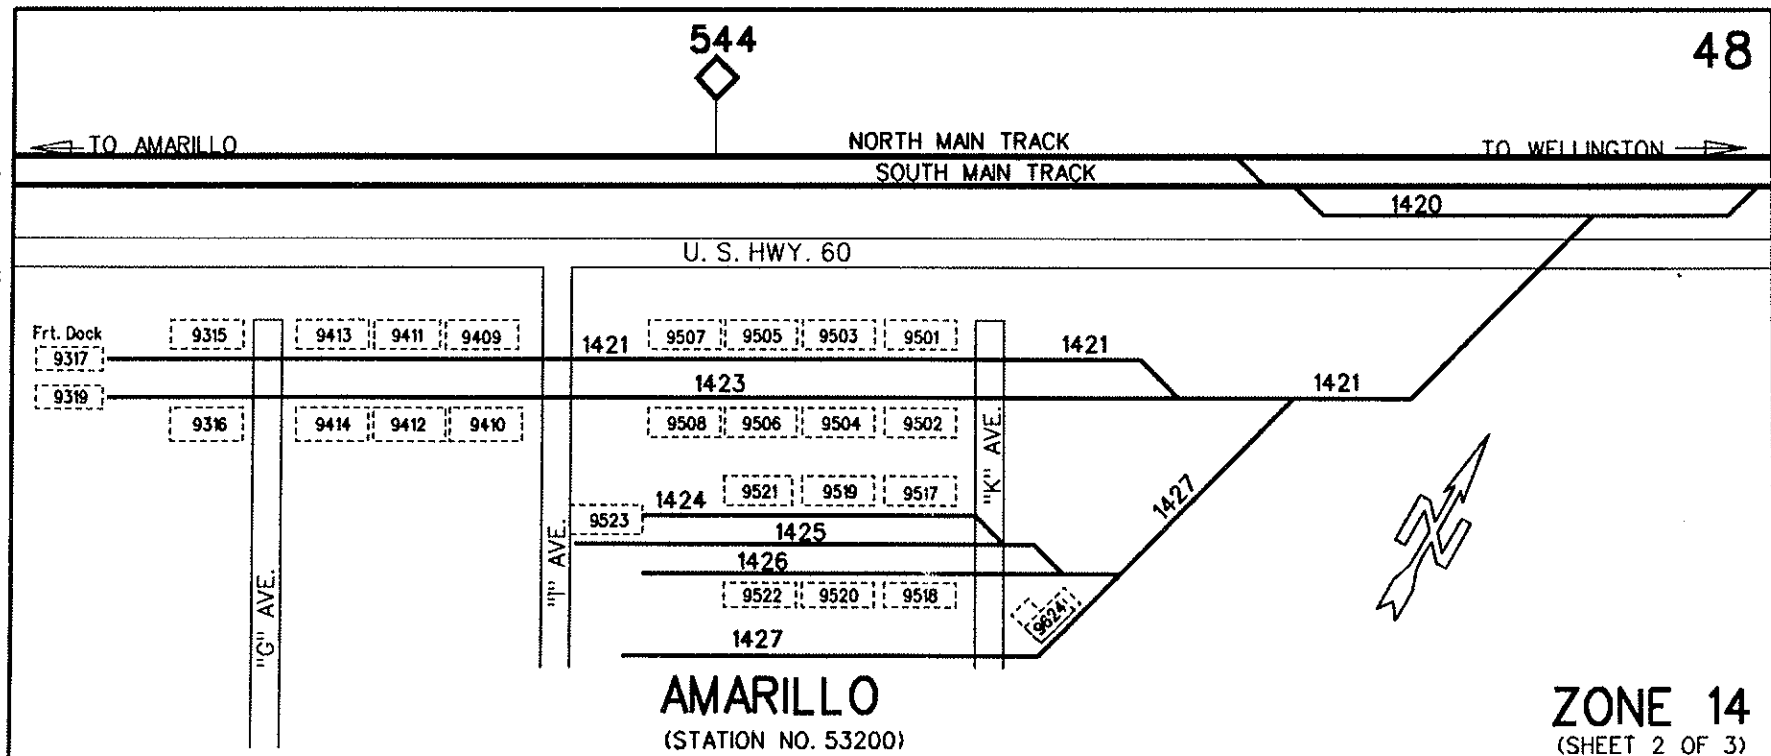 544
48
TO AMARILLO
NORTH MAIN TRACK
TO WELLINGTON
SOUTH MAIN TRACK
1420
U. S. HWY. 60
Frt. Dock
9315
9413
9411
9409
9507
9505
9503
9501
9317
1421
1421
9319
1423
1421
9316
9414
9412
9410
9508
9506
9504
9502
"G" AVE.
"I" AVE.
"K" AVE.
1424
9521
9519
9517
1427
9523
1425
1426
9522
9520
9518
9624
1427
AMARILLO
(STATION NO. 53200)
ZONE 14
(SHEET 2 OF 3)